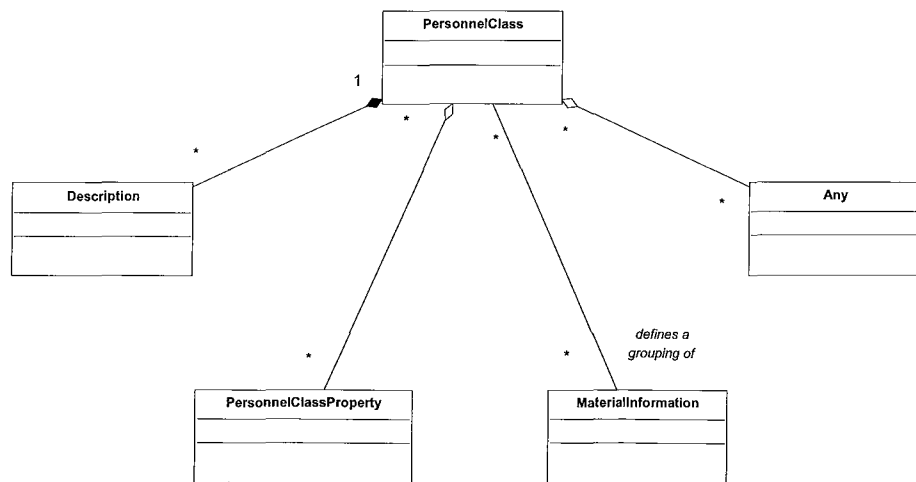 PersonnelClass
1
*
*
*
*
Description
Any
*
*
defines a
grouping of
*
*
PersonnelClassProperty
MaterialInformation